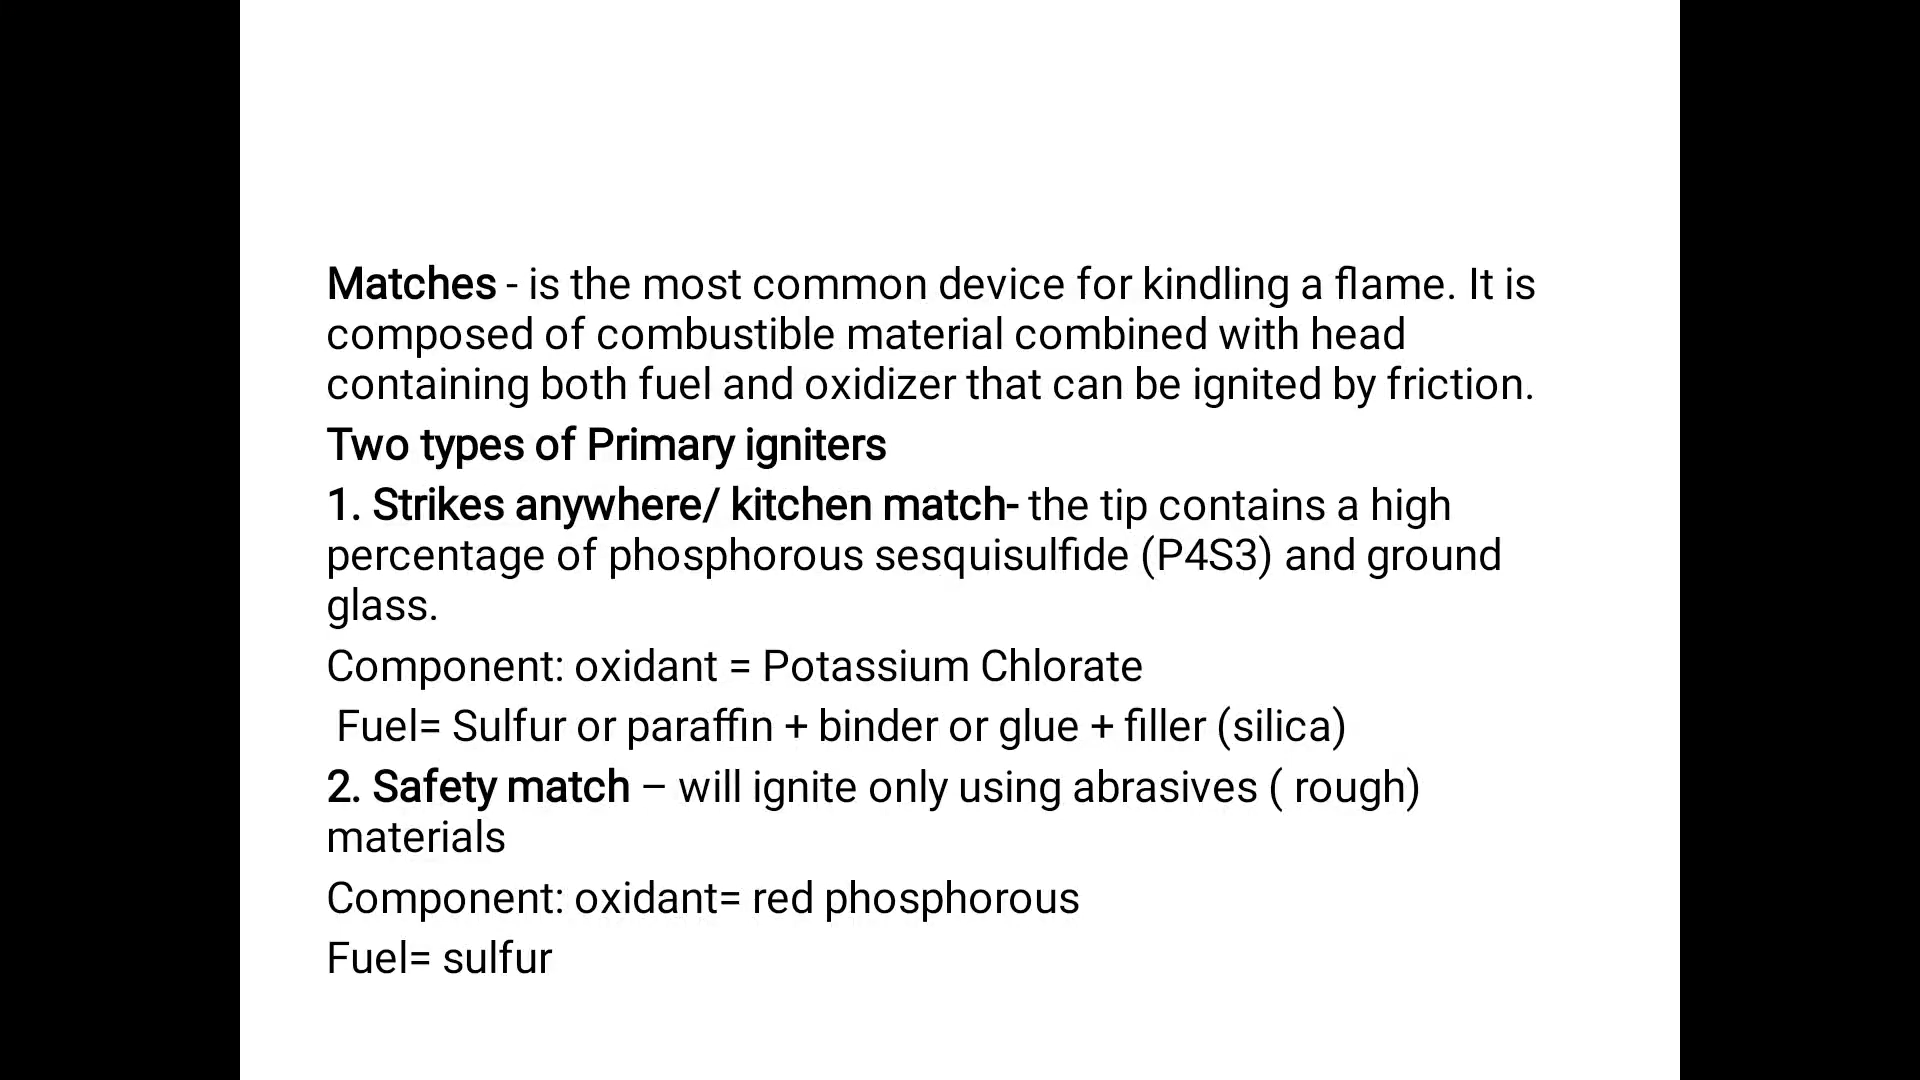 Matches - is the most common device for kindling a flame. It is
composed of combustible material combined with head
containing both fuel and oxidizer that can be ignited by friction.
Two types of Primary igniters
1. Strikes anywhere/ kitchen match- the tip contains a high
percentage of phosphorous sesquisulfide (P4S3) and ground
glass.
Component: oxidant = Potassium Chlorate
Fuel= Sulfur or paraffin + binder or glue + filler (silica)
2. Safety match – will ignite only using abrasives ( rough)
materials
Component: oxidant= red phosphorous
Fuel= sulfur